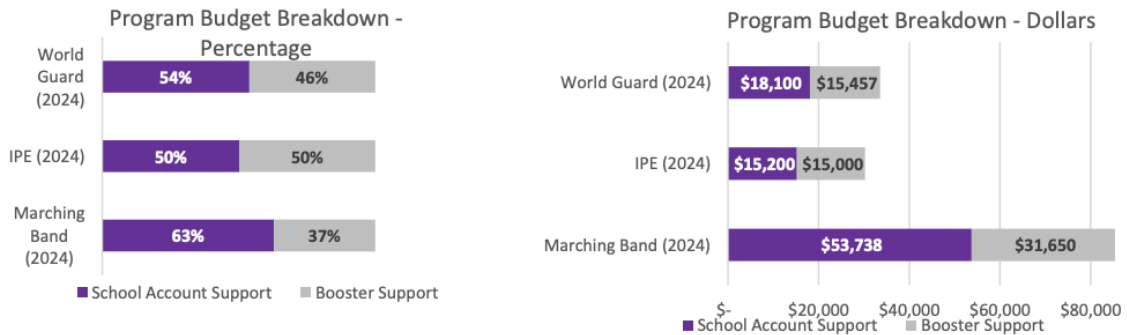 Program Budget Breakdown -
Percentage
World
Guard
(2024)
54%
46%
IPE (2024)
50%
50%
Marching
Band
(2024)
63%
37%
School Account Support
Booster Support
Program Budget Breakdown - Dollars
World Guard (2024)
$18,100
$15,457
IPE (2024)
$15,200
$15,000
Marching Band (2024)
$53,738
$31,650
$-
$20,000
$40,000
$60,000
$80,000
School Account Support
Booster Support